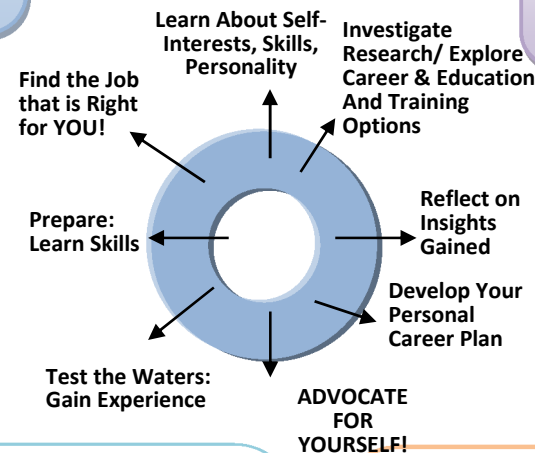 Learn About Self-
Interests, Skills,
Personality
Investigate
Research/ Explore
Career & Education
And Training
Options
Reflect on
Insights
Gained
Develop Your
Personal
Career Plan
ADVOCATE
FOR
YOURSELF!
Test the Waters:
Gain Experience
Prepare:
Learn Skills
Find the Job
that is Right
for YOU!